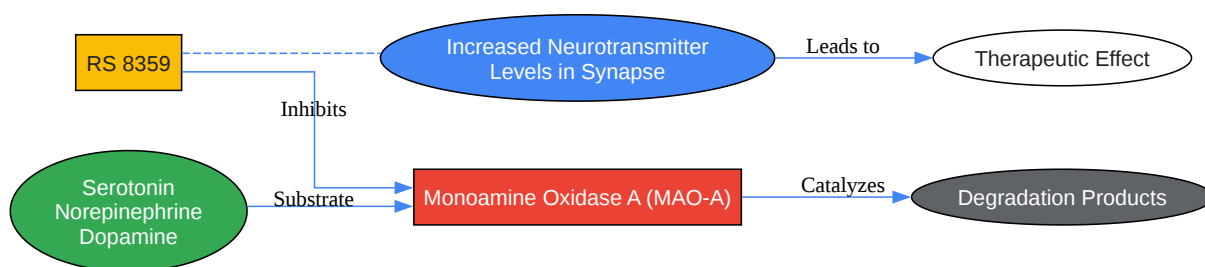 RS 8359
Increased Neurotransmitter
Levels in Synapse
Leads to
Therapeutic Effect
Inhibits
Serotonin
Norepinephrine
Dopamine
Substrate
Monoamine Oxidase A (MAO-A)
Catalyzes
Degradation Products